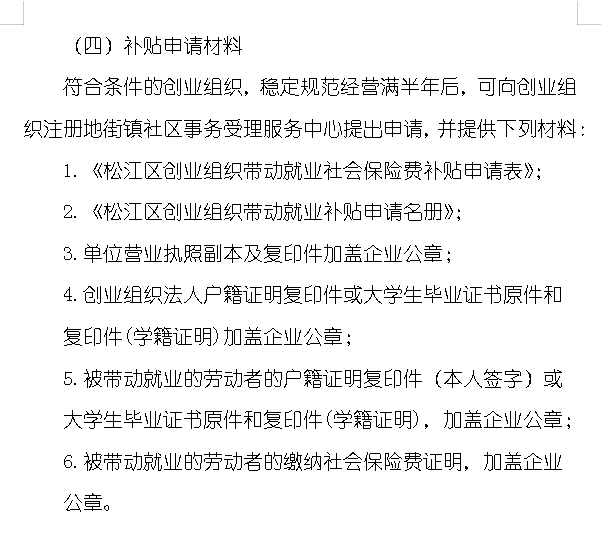 （四）补贴申请材料
符合条件的创业组织，稳定规范经营满半年后，可向创业组
织注册地街镇社区事务受理服务中心提出申请，并提供下列材料：
1.《松江区创业组织带动就业社会保险费补贴申请表》；
2.《松江区创业组织带动就业补贴申请名册》；
3.单位营业执照副本及复印件加盖企业公章；
4.创业组织法人户籍证明复印件或大学生毕业证书原件和
复印件(学籍证明)加盖企业公章；
5.被带动就业的劳动者的户籍证明复印件（本人签字）或
大学生毕业证书原件和复印件(学籍证明)，加盖企业公章；
6.被带动就业的劳动者的缴纳社会保险费证明，加盖企业
公章。